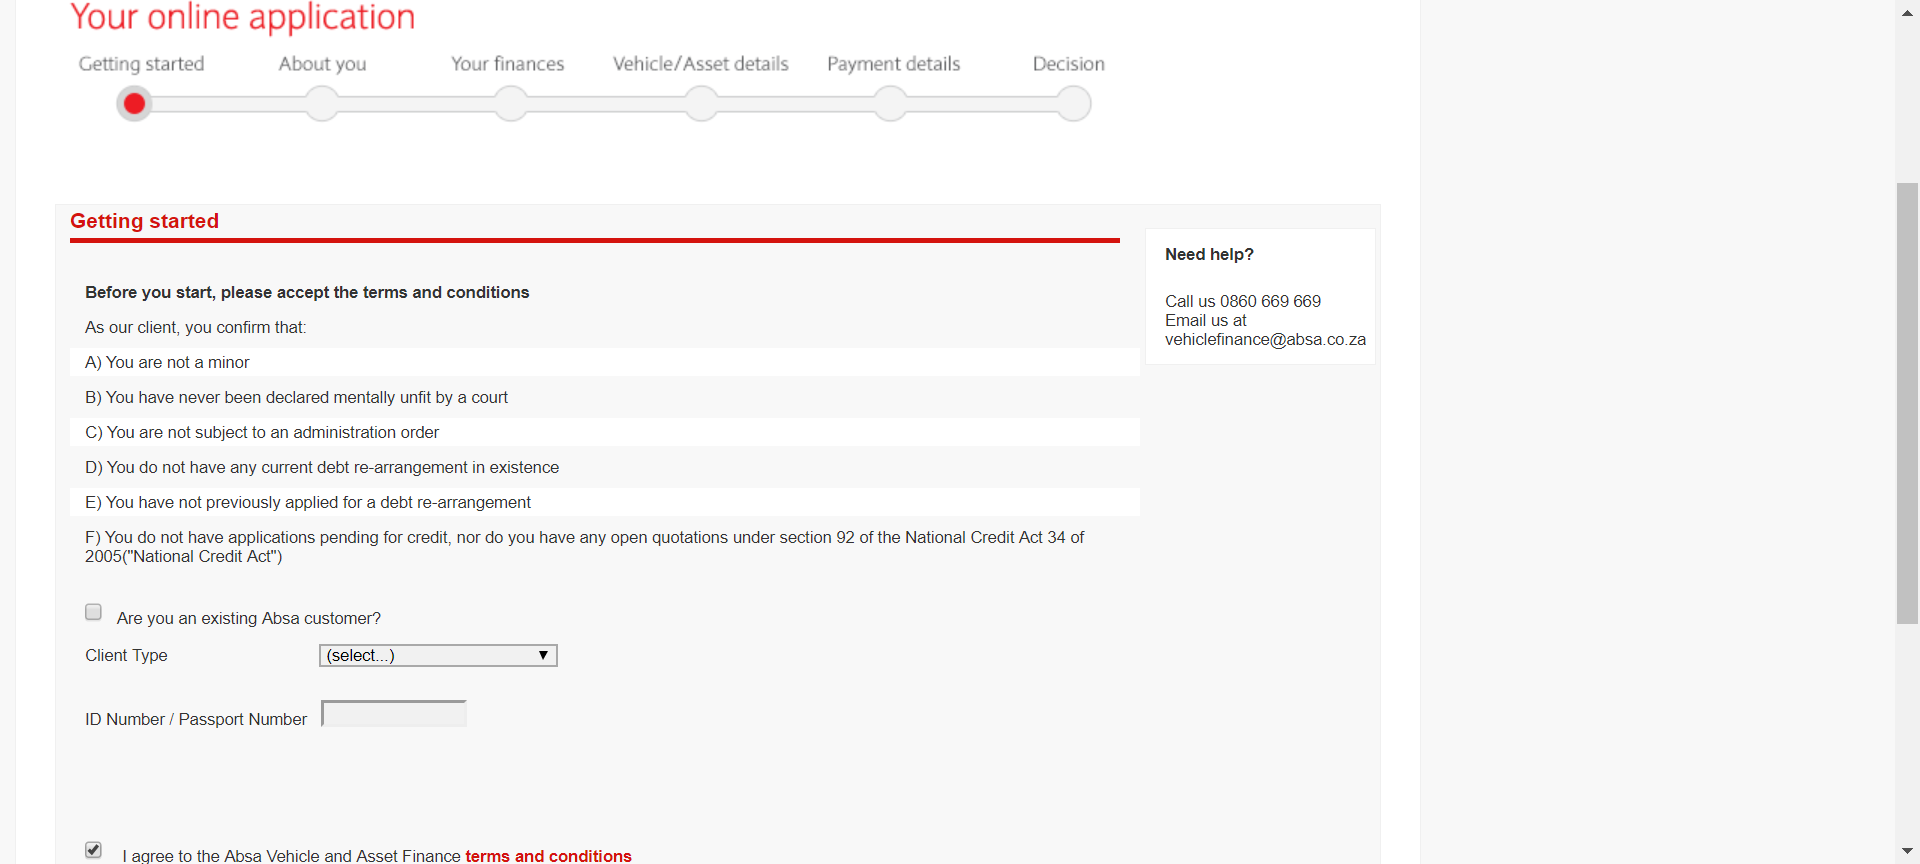 Your online application
Getting started
About you
Your finances
Vehicle/Asset details
Payment details
Decision
Getting started
Before you start, please accept the terms and conditions
As our client, you confirm that:
A) You are not a minor
B) You have never been declared mentally unfit by a court
C) You are not subject to an administration order
D) You do not have any current debt re-arrangement in existence
E) You have not previously applied for a debt re-arrangement
F) You do not have applications pending for credit, nor do you have any open quotations under section 92 of the National Credit Act 34 of
2005("National Credit Act")
Are you an existing Absa customer?
Client Type
(select...)
ID Number / Passport Number
I agree to the Absa Vehicle and Asset Finance terms and conditions
Need help?
Call us 0860 669 669
Email us at
vehiclefinance@absa.co.za